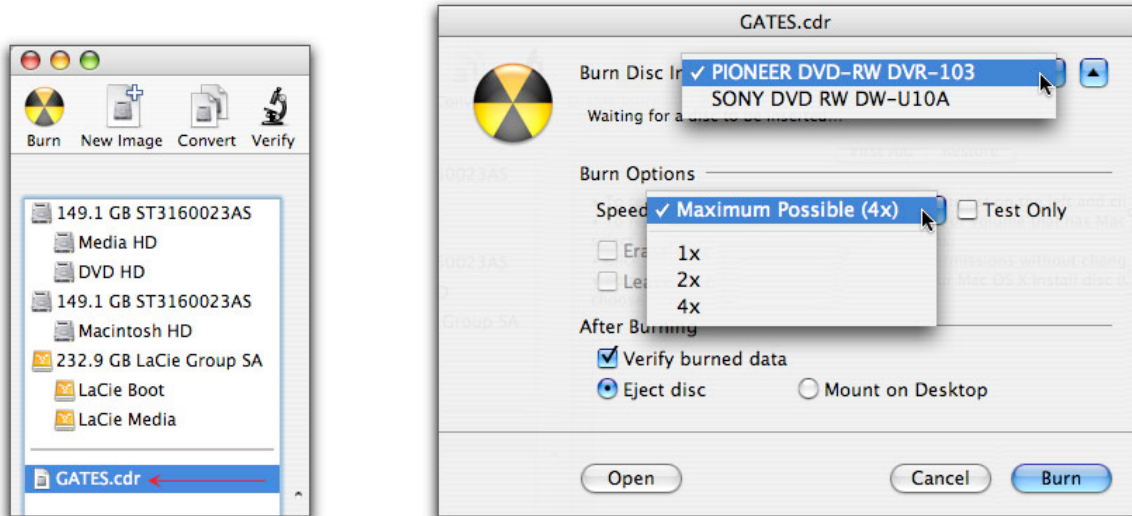 Burn New Image Convert Verify
149.1 GB ST3160023AS
Media HD
DVD HD
149.1 GB ST3160023AS
Macintosh HD
232.9 GB LaCie Group SA
LaCie Boot
LaCie Media
GATES.cdr
GATES.cdr
Burn Disc In
✓ PIONEER DVD-RW DVR-103
SONY DVD RW DW-U10A
Waiting for a disc to be inserted...
Burn Options
Speed
✓ Maximum Possible (4x)
Test Only
1x
2x
4x
After Burning
Verify burned data
Eject disc Mount on Desktop
Open Cancel Burn